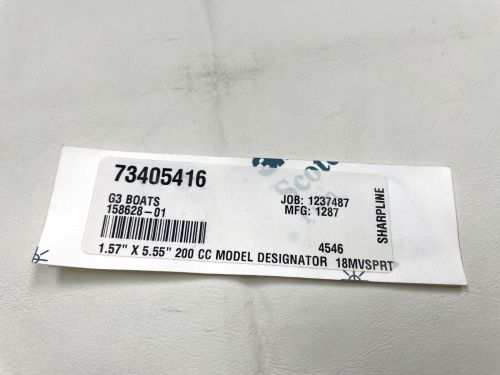 73405416
G3 BOATS
158628-01
JOB: 1237487
MFG: 1287
4546
1.57" X 5.55" 200 CC MODEL DESIGNATOR 18MVSPRT
SHARPLINE